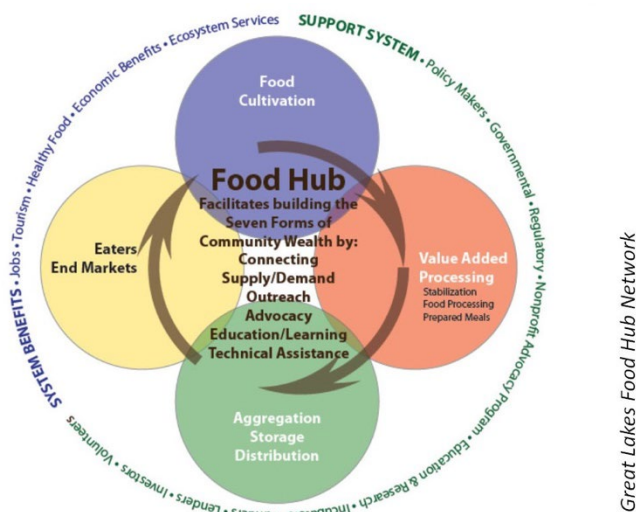 SYSTEM BENEFITS • Jobs • Tourism • Healthy Food • Economic Benefits • Ecosystem Services
SUPPORT SYSTEM • Policy Makers • Governmental • Regulatory • Nonprofit Advocacy Program • Education & Research • Lenders • Investors Volunteers
Food
Cultivation
Food Hub
Facilitates building the
Seven Forms of
Community Wealth by:
Connecting
Supply/Demand
Outreach
Advocacy
Education/Learning
Technical Assistance
Eaters
End Markets
Value Added
Processing
Stabilization
Food Processing
Prepared Meals
Aggregation
Storage
Distribution
Great Lakes Food Hub Network